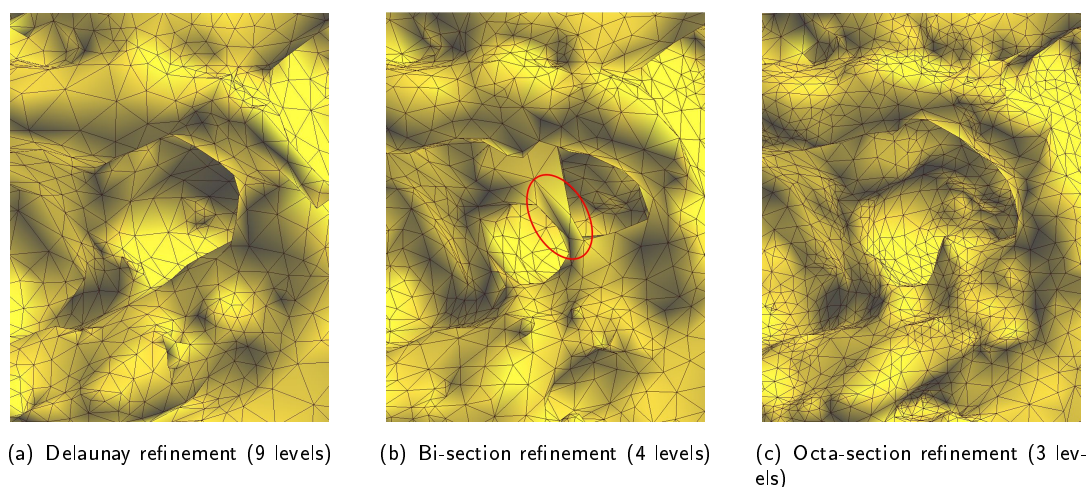 (a) Delaunay refinement (9 levels)
(b) Bi-section refinement (4 levels)
(c) Octa-section refinement (3 lev-
els)